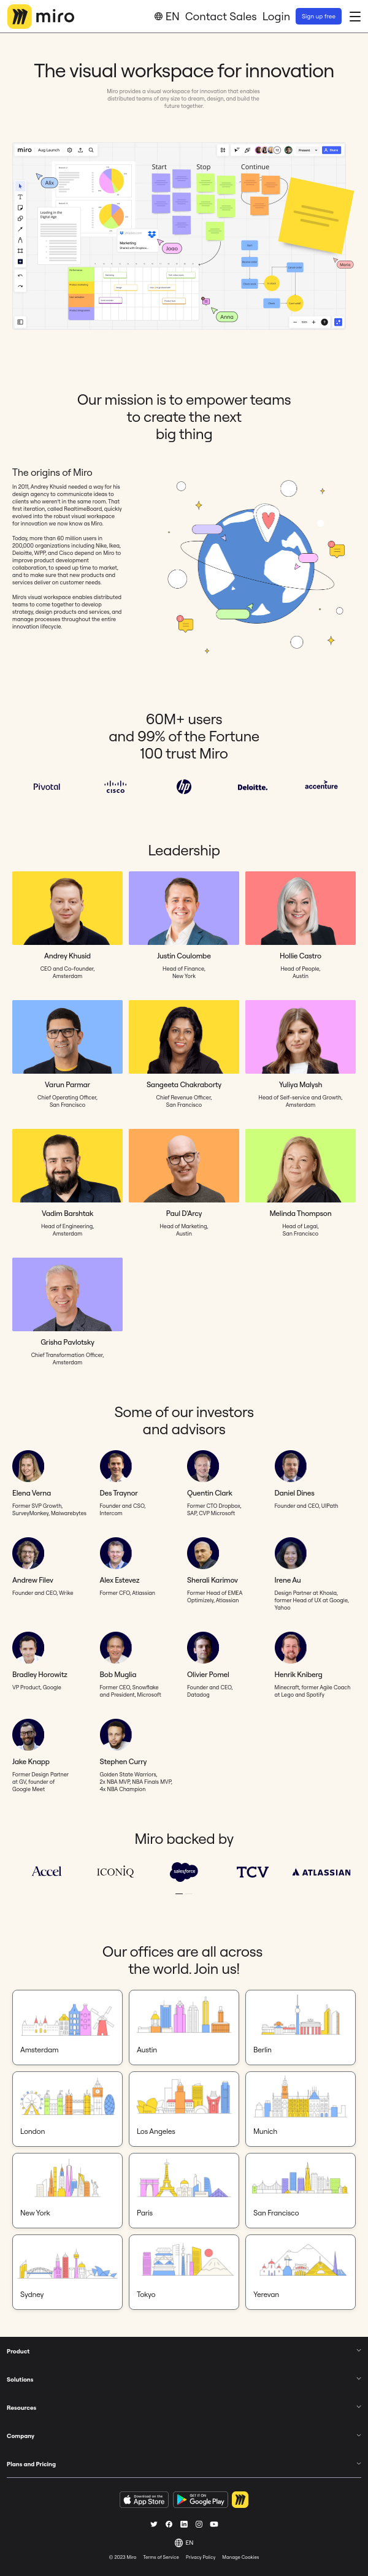 miro
EN Contact Sales Login Sign up free
The visual workspace for innovation
Miro provides a visual workspace for innovation that enables
distributed teams of any size to dream, design, and build the
future together.
miro Aug Launch
Present Share
Start Stop Continue
Alix
Leading in the
Digital Age
Marketing
Joao
Maria
Anna
Our mission is to empower teams
to create the next
big thing
The origins of Miro
In 2011, Andrey Khusid needed a way for his
design agency to communicate ideas to
clients who weren't in the same room. That
first iteration, called RealtimeBoard, quickly
evolved into the robust visual workspace
for innovation we now know as Miro.
Today, more than 60 million users in
200,000 organizations including Nike, Ikea,
Deloitte, WPP, and Cisco depend on Miro to
improve product development
collaboration, to speed up time to market,
and to make sure that new products and
services deliver on customer needs.
Miro's visual workspace enables distributed
teams to come together to develop
strategy, design products and services, and
manage processes throughout the entire
innovation lifecycle.
60M+ users
and 99% of the Fortune
100 trust Miro
Pivotal
CISCO
hp
Deloitte.
accenture
Leadership
Andrey Khusid
CEO and Co-founder,
Amsterdam
Justin Coulombe
Head of Finance,
New York
Hollie Castro
Head of People,
Austin
Varun Parmar
Chief Operating Officer,
San Francisco
Sangeeta Chakraborty
Chief Revenue Officer,
San Francisco
Yuliya Malysh
Head of Self-service and Growth,
Amsterdam
Vadim Barshtak
Head of Engineering,
Amsterdam
Paul D'Arcy
Head of Marketing,
Austin
Melinda Thompson
Head of Legal,
San Francisco
Grisha Pavlotsky
Chief Transformation Officer,
Amsterdam
Some of our investors
and advisors
Elena Verna
Former SVP Growth,
SurveyMonkey, Malwarebytes
Des Traynor
Founder and CSO,
Intercom
Quentin Clark
Former CTO Dropbox,
SAP, CVP Microsoft
Daniel Dines
Founder and CEO, UiPath
Andrew Filev
Founder and CEO, Wrike
Alex Estevez
Former CFO, Atlassian
Sherali Karimov
Former Head of EMEA
Optimizely, Atlassian
Irene Au
Design Partner at Khosla,
former Head of UX at Google,
Yahoo
Bradley Horowitz
VP Product, Google
Bob Muglia
Former CEO, Snowflake
and President, Microsoft
Olivier Pomel
Founder and CEO,
Datadog
Henrik Kniberg
Minecraft, former Agile Coach
at Lego and Spotify
Jake Knapp
Former Design Partner
at GV, founder of
Google Meet
Stephen Curry
Golden State Warriors,
2x NBA MVP, NBA Finals MVP,
4x NBA Champion
Miro backed by
Accel
ICONIQ
salesforce
TCV
ATLASSIAN
Our offices are all across
the world. Join us!
Amsterdam
Austin
Berlin
London
Los Angeles
Munich
New York
Paris
San Francisco
Sydney
Tokyo
Yerevan
Product
Solutions
Resources
Company
Plans and Pricing
Download on the
App Store
GET IT ON
Google Play
EN
© 2023 Miro Terms of Service Privacy Policy Manage Cookies